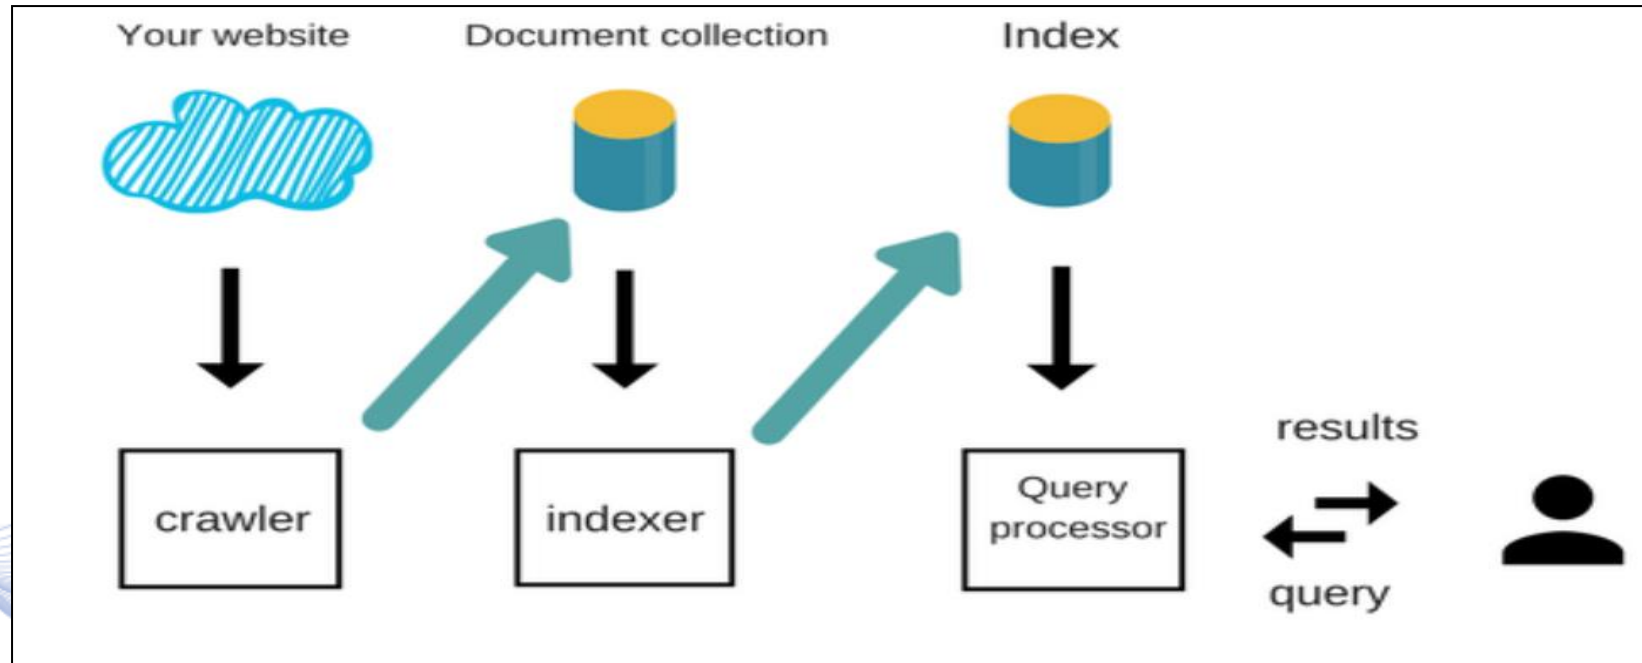 Your website
Document collection
Index
crawler
indexer
Query
processor
results
query